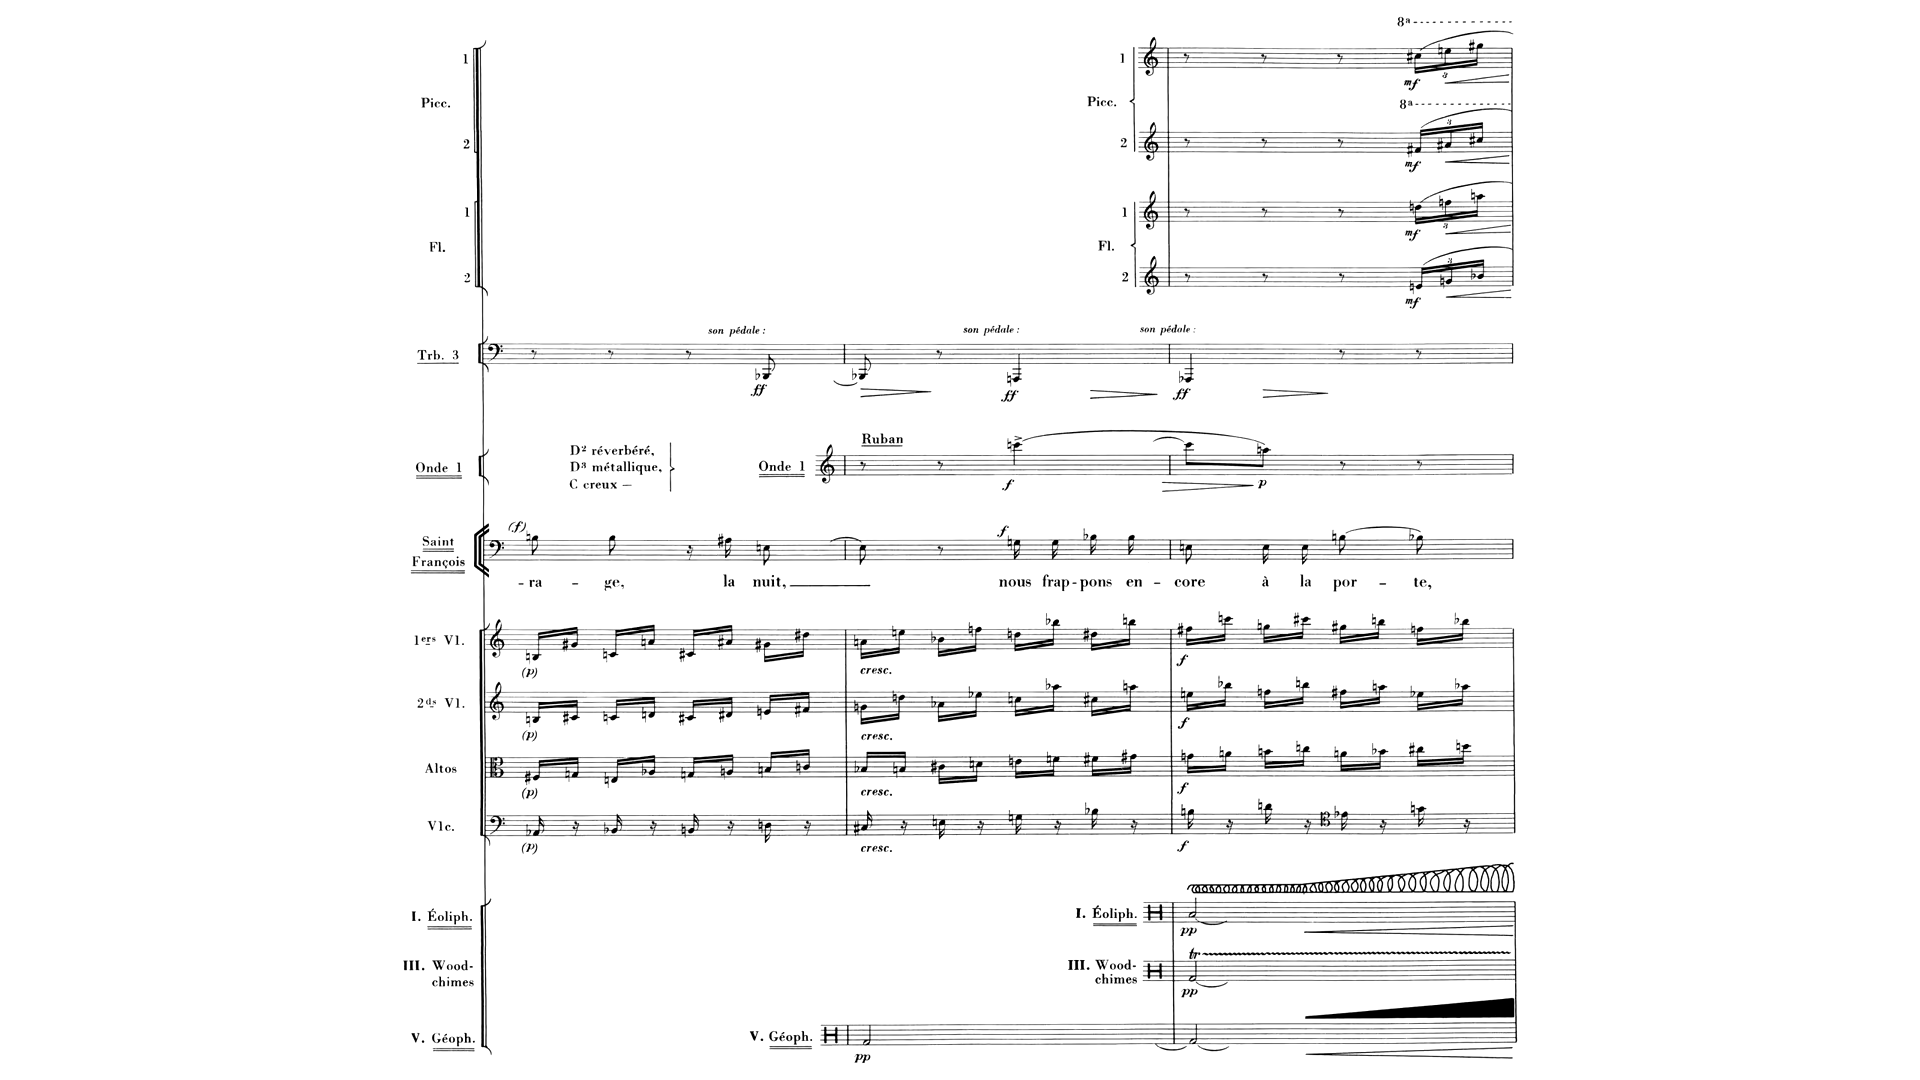 8ª
1 1
Picc. Picc.
mf 3
8ª
2 2
3
mf
1 1
Fl. Fl.
mf 3
3
2 2
mf
son pédale : son pédale : son pédale :
Trb. 3
ff ff ff
Ruban
D² réverbéré,
Onde 1 D³ métallique, Onde 1
C creux —
f p
(f) f
Saint
François
- ra - ge, la nuit, nous frap - pons en - core à la por - te,
1ers Vl.
(p) cresc. f
2ds Vl.
(p) cresc. f
Altos
(p) cresc. f
Vlc.
(p) cresc. f
I. Éoliph. I. Éoliph.
pp
tr
III. Wood- III. Wood-
chimes chimes
pp
V. Géoph. V. Géoph.
pp